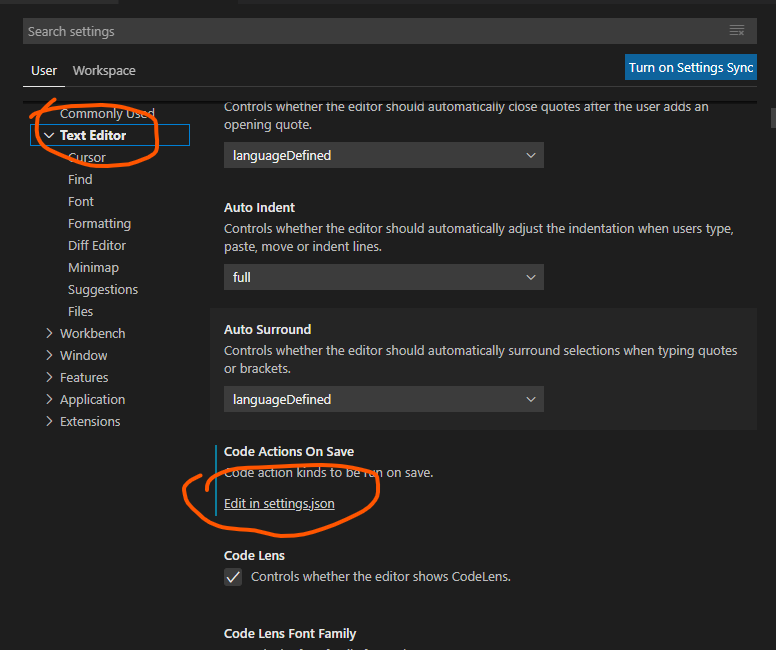 Search settings
User
Workspace
Turn on Settings Sync
Commonly Used
Text Editor
Cursor
Find
Font
Formatting
Diff Editor
Minimap
Suggestions
Files
Workbench
Window
Features
Application
Extensions
Controls whether the editor should automatically close quotes after the user adds an
opening quote.
languageDefined
Auto Indent
Controls whether the editor should automatically adjust the indentation when users type,
paste, move or indent lines.
full
Auto Surround
Controls whether the editor should automatically surround selections when typing quotes
or brackets.
languageDefined
Code Actions On Save
Code action kinds to be run on save.
Edit in settings.json
Code Lens
Controls whether the editor shows CodeLens.
Code Lens Font Family